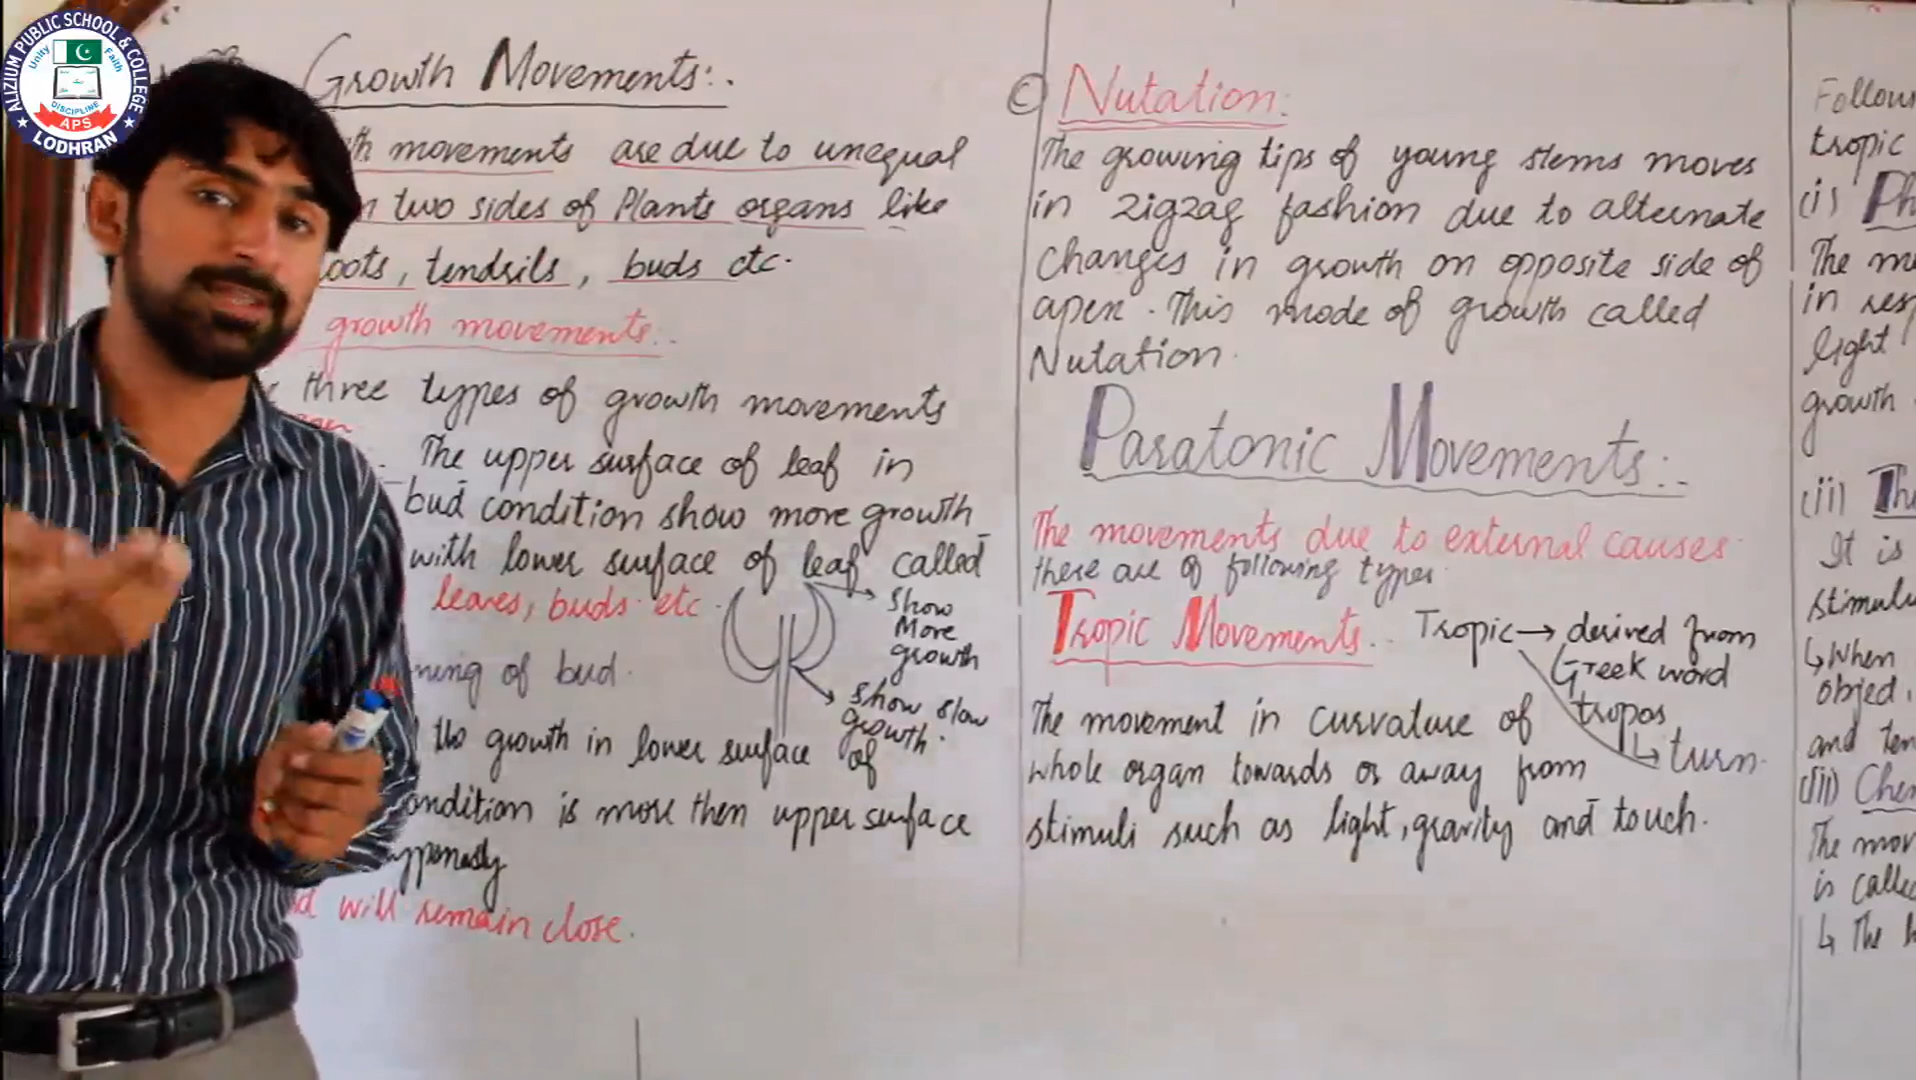 ALIZIUM PUBLIC SCHOOL & COLLEGE
Unity
Faith
DISCIPLINE
APS
LODHRAN
Growth Movements:.
movements are due to unequal
two sides of Plants organs like
tendrils, buds etc.
growth movements:.
three types of growth movements
The upper surface of leaf in
bud condition show more growth
with lower surface of leaf called
leaves, buds etc.
Show
More
growth
of bud.
Show slow
growth.
the growth in lower surface of
condition is more then upper surface
will remain close.
(C) Nutation:
The growing tips of young stems moves
in zigzag fashion due to alternate
changes in growth on opposite side of
apex. This mode of growth called
Nutation.
Paratonic Movements:.
The movements due to external causes.
these are of following types
Tropic Movements:.
Tropic → derived from
Greek word
tropos
↳ turn.
The movement in curvature of
whole organ towards or away from
stimuli such as light, gravity and touch.
tropic
(i) Ph
The
in
light
growth
(ii) Th
It is
↳ When
and
(iii) Chem
The
is
↳ The